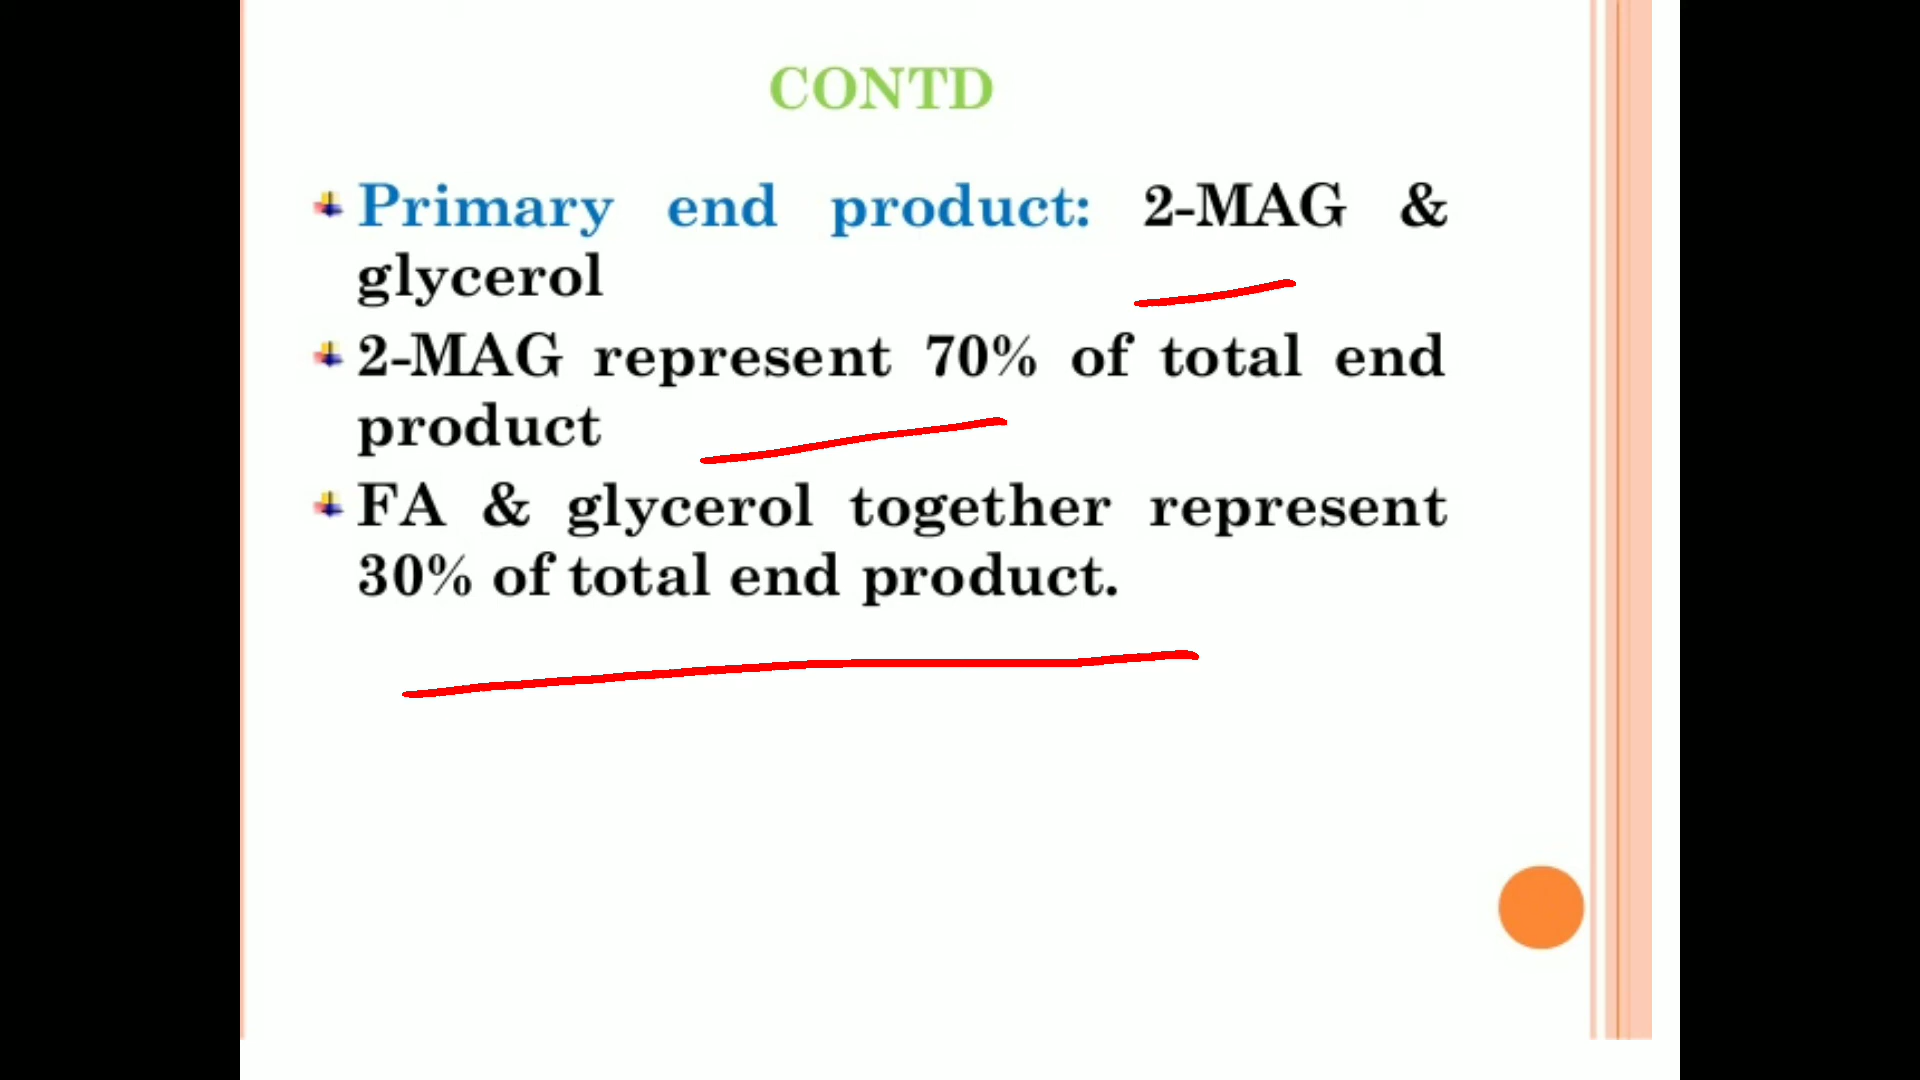 CONTD
Primary end product: 2-MAG &
glycerol
2-MAG represent 70% of total end
product
FA & glycerol together represent
30% of total end product.